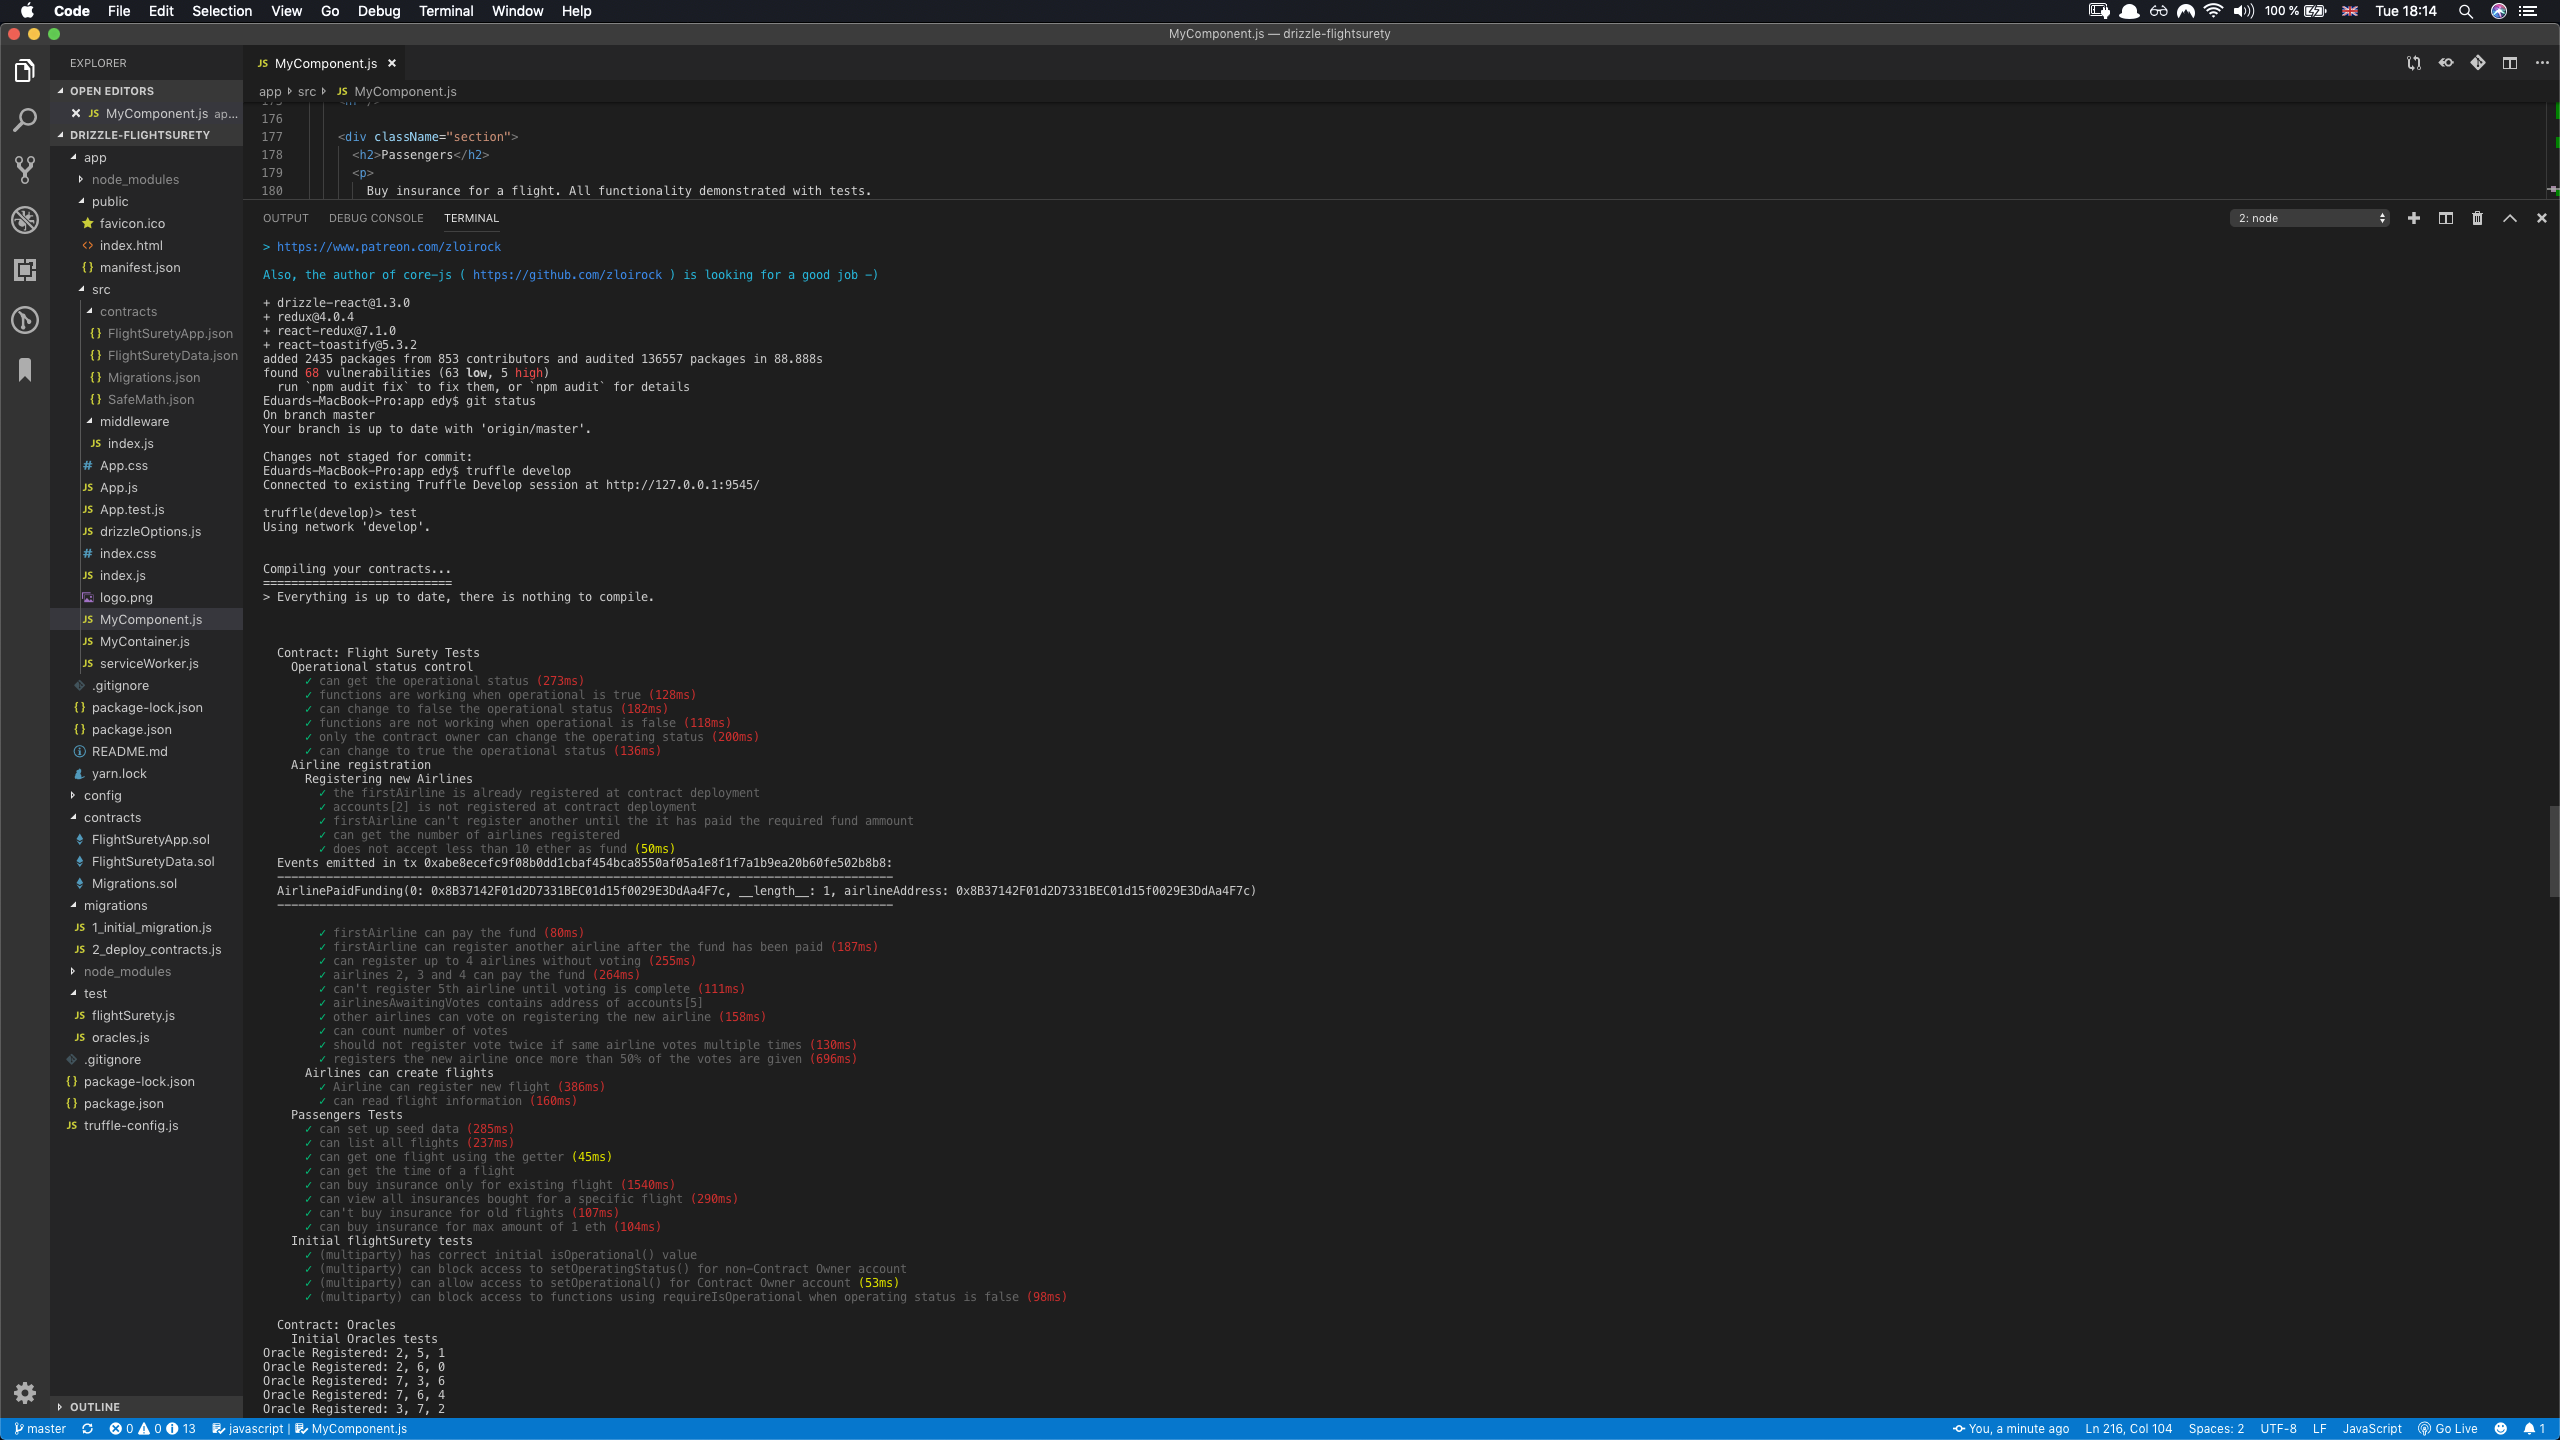 Code File Edit Selection View Go Debug Terminal Window Help
100 % Tue 18:14
MyComponent.js — drizzle-flightsurety
EXPLORER
OPEN EDITORS
JS MyComponent.js ap...
DRIZZLE-FLIGHTSURETY
app
node_modules
public
favicon.ico
<> index.html
{} manifest.json
src
contracts
{} FlightSuretyApp.json
{} FlightSuretyData.json
{} Migrations.json
{} SafeMath.json
middleware
JS index.js
# App.css
JS App.js
JS App.test.js
JS drizzleOptions.js
# index.css
JS index.js
logo.png
JS MyComponent.js
JS MyContainer.js
JS serviceWorker.js
.gitignore
{} package-lock.json
{} package.json
README.md
yarn.lock
config
contracts
FlightSuretyApp.sol
FlightSuretyData.sol
Migrations.sol
migrations
JS 1_initial_migration.js
JS 2_deploy_contracts.js
node_modules
test
JS flightSurety.js
JS oracles.js
.gitignore
{} package-lock.json
{} package.json
JS truffle-config.js
OUTLINE
JS MyComponent.js
app src JS MyComponent.js
176
177 <div className="section">
178 <h2>Passengers</h2>
179 <p>
180 Buy insurance for a flight. All functionality demonstrated with tests.
OUTPUT DEBUG CONSOLE TERMINAL 2: node
> https://www.patreon.com/zloirock
Also, the author of core-js ( https://github.com/zloirock ) is looking for a good job -)
+ drizzle-react@1.3.0
+ redux@4.0.4
+ react-redux@7.1.0
+ react-toastify@5.3.2
added 2435 packages from 853 contributors and audited 136557 packages in 88.888s
found 68 vulnerabilities (63 low, 5 high)
run `npm audit fix` to fix them, or `npm audit` for details
Eduards-MacBook-Pro:app edy$ git status
On branch master
Your branch is up to date with 'origin/master'.
Changes not staged for commit:
Eduards-MacBook-Pro:app edy$ truffle develop
Connected to existing Truffle Develop session at http://127.0.0.1:9545/
truffle(develop)> test
Using network 'develop'.
Compiling your contracts...
===========================
> Everything is up to date, there is nothing to compile.
Contract: Flight Surety Tests
Operational status control
✓ can get the operational status (273ms)
✓ functions are working when operational is true (128ms)
✓ can change to false the operational status (182ms)
✓ functions are not working when operational is false (118ms)
✓ only the contract owner can change the operating status (200ms)
✓ can change to true the operational status (136ms)
Airline registration
Registering new Airlines
✓ the firstAirline is already registered at contract deployment
✓ accounts[2] is not registered at contract deployment
✓ firstAirline can't register another until the it has paid the required fund ammount
✓ can get the number of airlines registered
✓ does not accept less than 10 ether as fund (50ms)
Events emitted in tx 0xabe8ecefc9f08b0dd1cbaf454bca8550af05a1e8f1f7a1b9ea20b60fe502b8b8:
----------------------------------------------------------------------------------------
AirlinePaidFunding(0: 0x8B37142F01d2D7331BEC01d15f0029E3DdAa4F7c, __length__: 1, airlineAddress: 0x8B37142F01d2D7331BEC01d15f0029E3DdAa4F7c)
----------------------------------------------------------------------------------------
✓ firstAirline can pay the fund (80ms)
✓ firstAirline can register another airline after the fund has been paid (187ms)
✓ can register up to 4 airlines without voting (255ms)
✓ airlines 2, 3 and 4 can pay the fund (264ms)
✓ can't register 5th airline until voting is complete (111ms)
✓ airlinesAwaitingVotes contains address of accounts[5]
✓ other airlines can vote on registering the new airline (158ms)
✓ can count number of votes
✓ should not register vote twice if same airline votes multiple times (130ms)
✓ registers the new airline once more than 50% of the votes are given (696ms)
Airlines can create flights
✓ Airline can register new flight (386ms)
✓ can read flight information (160ms)
Passengers Tests
✓ can set up seed data (285ms)
✓ can list all flights (237ms)
✓ can get one flight using the getter (45ms)
✓ can get the time of a flight
✓ can buy insurance only for existing flight (1540ms)
✓ can view all insurances bought for a specific flight (290ms)
✓ can't buy insurance for old flights (107ms)
✓ can buy insurance for max amount of 1 eth (104ms)
Initial flightSurety tests
✓ (multiparty) has correct initial isOperational() value
✓ (multiparty) can block access to setOperatingStatus() for non-Contract Owner account
✓ (multiparty) can allow access to setOperational() for Contract Owner account (53ms)
✓ (multiparty) can block access to functions using requireIsOperational when operating status is false (98ms)
Contract: Oracles
Initial Oracles tests
Oracle Registered: 2, 5, 1
Oracle Registered: 2, 6, 0
Oracle Registered: 7, 3, 6
Oracle Registered: 7, 6, 4
Oracle Registered: 3, 7, 2
master 0 0 13 javascript | MyComponent.js You, a minute ago Ln 216, Col 104 Spaces: 2 UTF-8 LF JavaScript Go Live 1